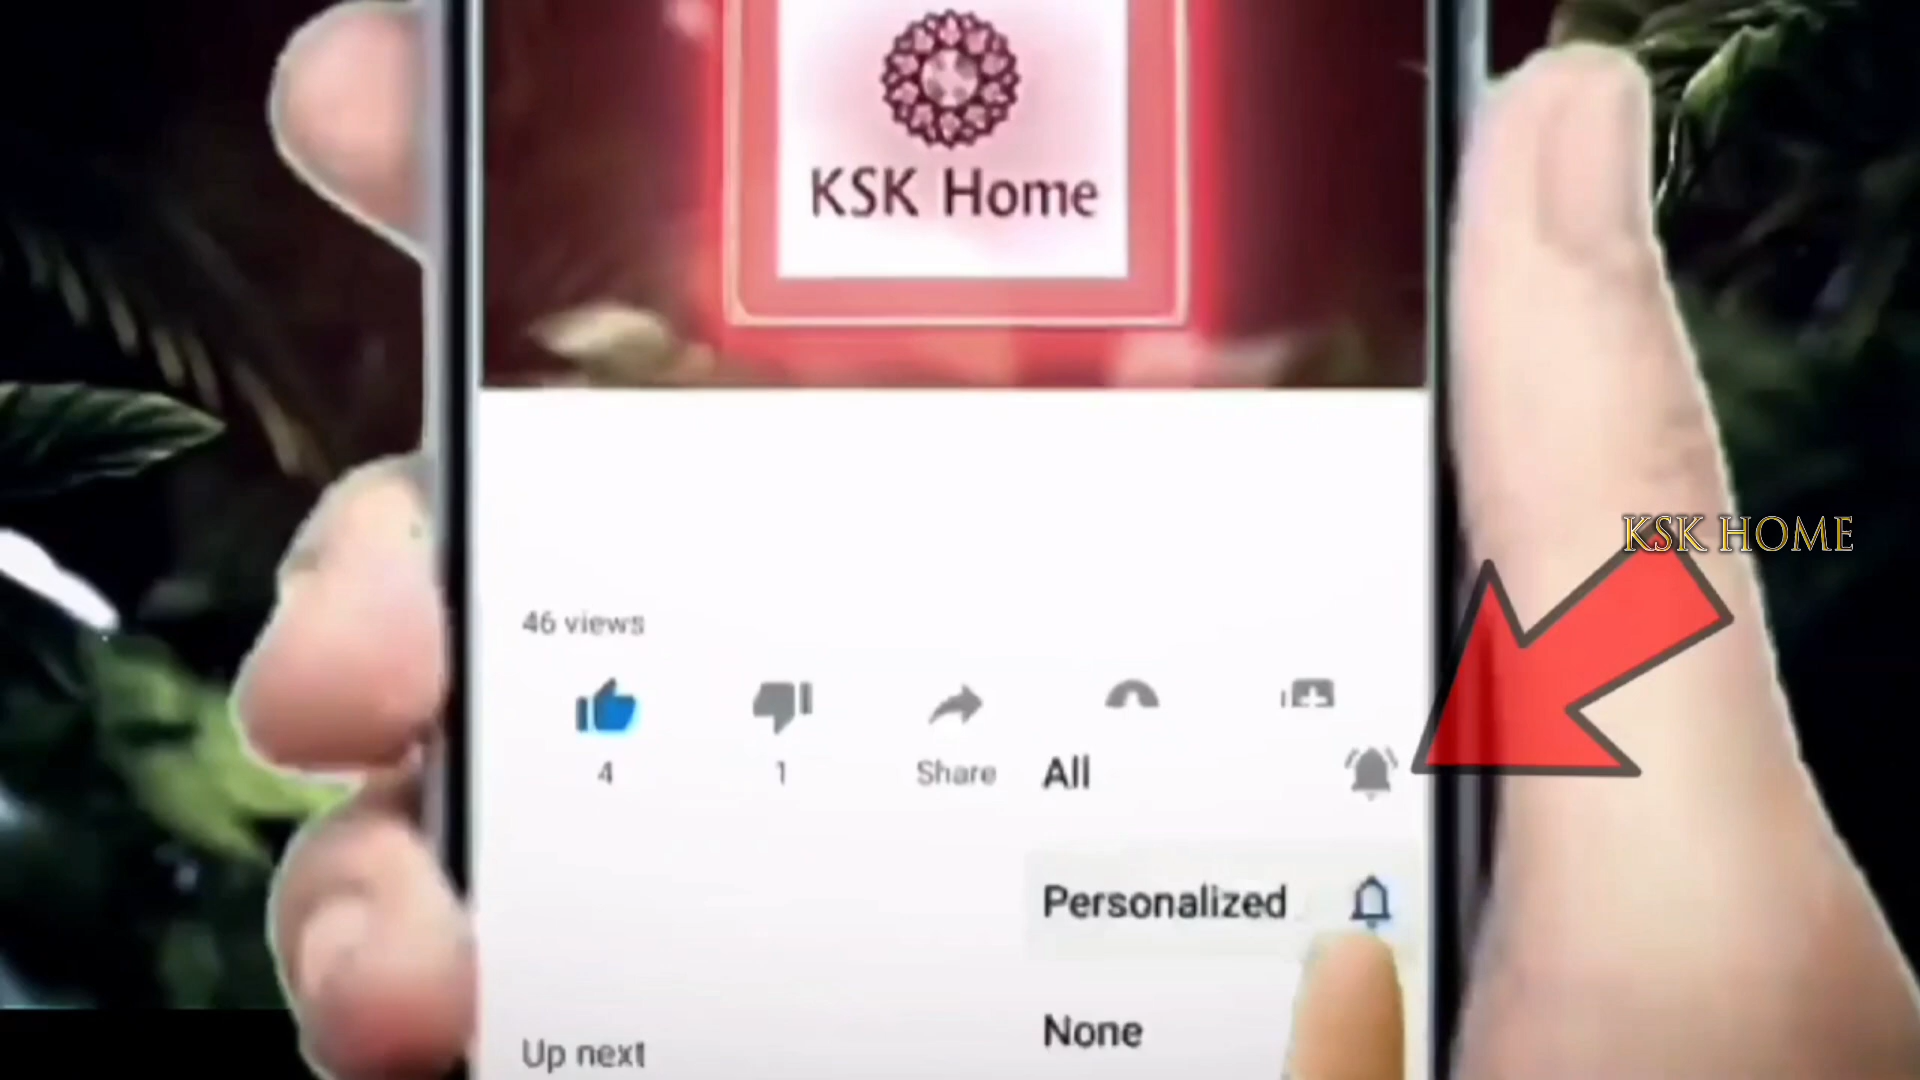 KSK Home
KSK HOME
46 views
4
1
Share
All
Personalized
None
Up next